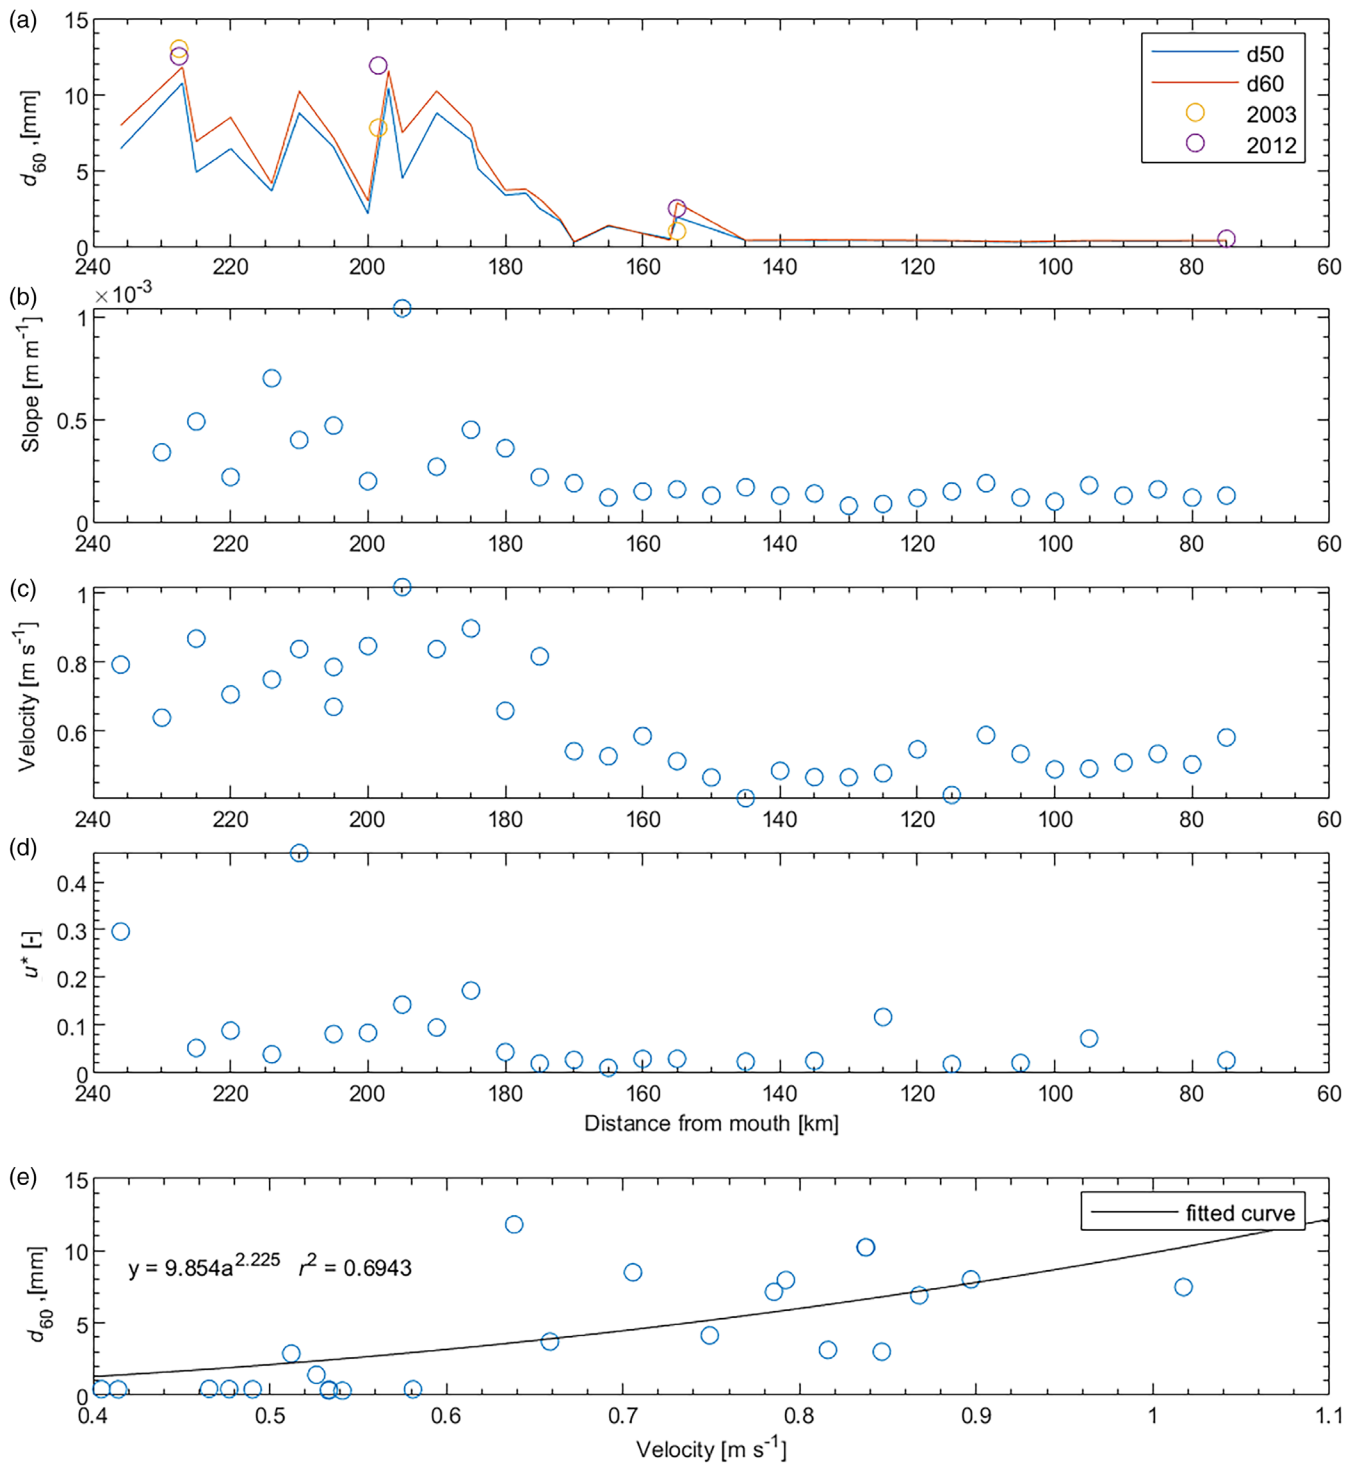 (a)
15
10
5
0
d60 ,[mm]
d50
d60
2003
2012
240 220 200 180 160 140 120 100 80 60
(b)
×10-3
1
0.5
0
Slope [m m-1]
240 220 200 180 160 140 120 100 80 60
(c)
1
0.8
0.6
Velocity [m s-1]
240 220 200 180 160 140 120 100 80 60
(d)
0.4
0.3
0.2
0.1
0
u* [-]
240 220 200 180 160 140 120 100 80 60
Distance from mouth [km]
(e)
15
10
5
0
d60 ,[mm]
fitted curve
y = 9.854a2.225 r2 = 0.6943
0.4 0.5 0.6 0.7 0.8 0.9 1 1.1
Velocity [m s-1]